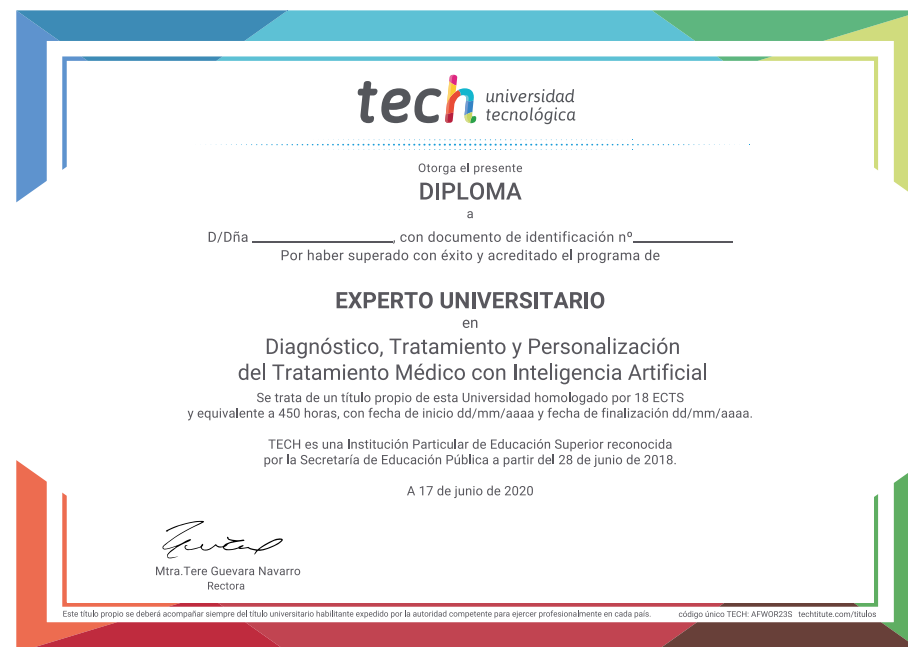 tech universidad
tecnológica
Otorga el presente
DIPLOMA
a
D/Dña ____________________, con documento de identificación nº______________
Por haber superado con éxito y acreditado el programa de
EXPERTO UNIVERSITARIO
en
Diagnóstico, Tratamiento y Personalización
del Tratamiento Médico con Inteligencia Artificial
Se trata de un título propio de esta Universidad homologado por 18 ECTS
y equivalente a 450 horas, con fecha de inicio dd/mm/aaaa y fecha de finalización dd/mm/aaaa.
TECH es una Institución Particular de Educación Superior reconocida
por la Secretaría de Educación Pública a partir del 28 de junio de 2018.
A 17 de junio de 2020
Mtra.Tere Guevara Navarro
Rectora
Este título propio se deberá acompañar siempre del título universitario habilitante expedido por la autoridad competente para ejercer profesionalmente en cada país. código único TECH: AFWOR23S techtitute.com/titulos